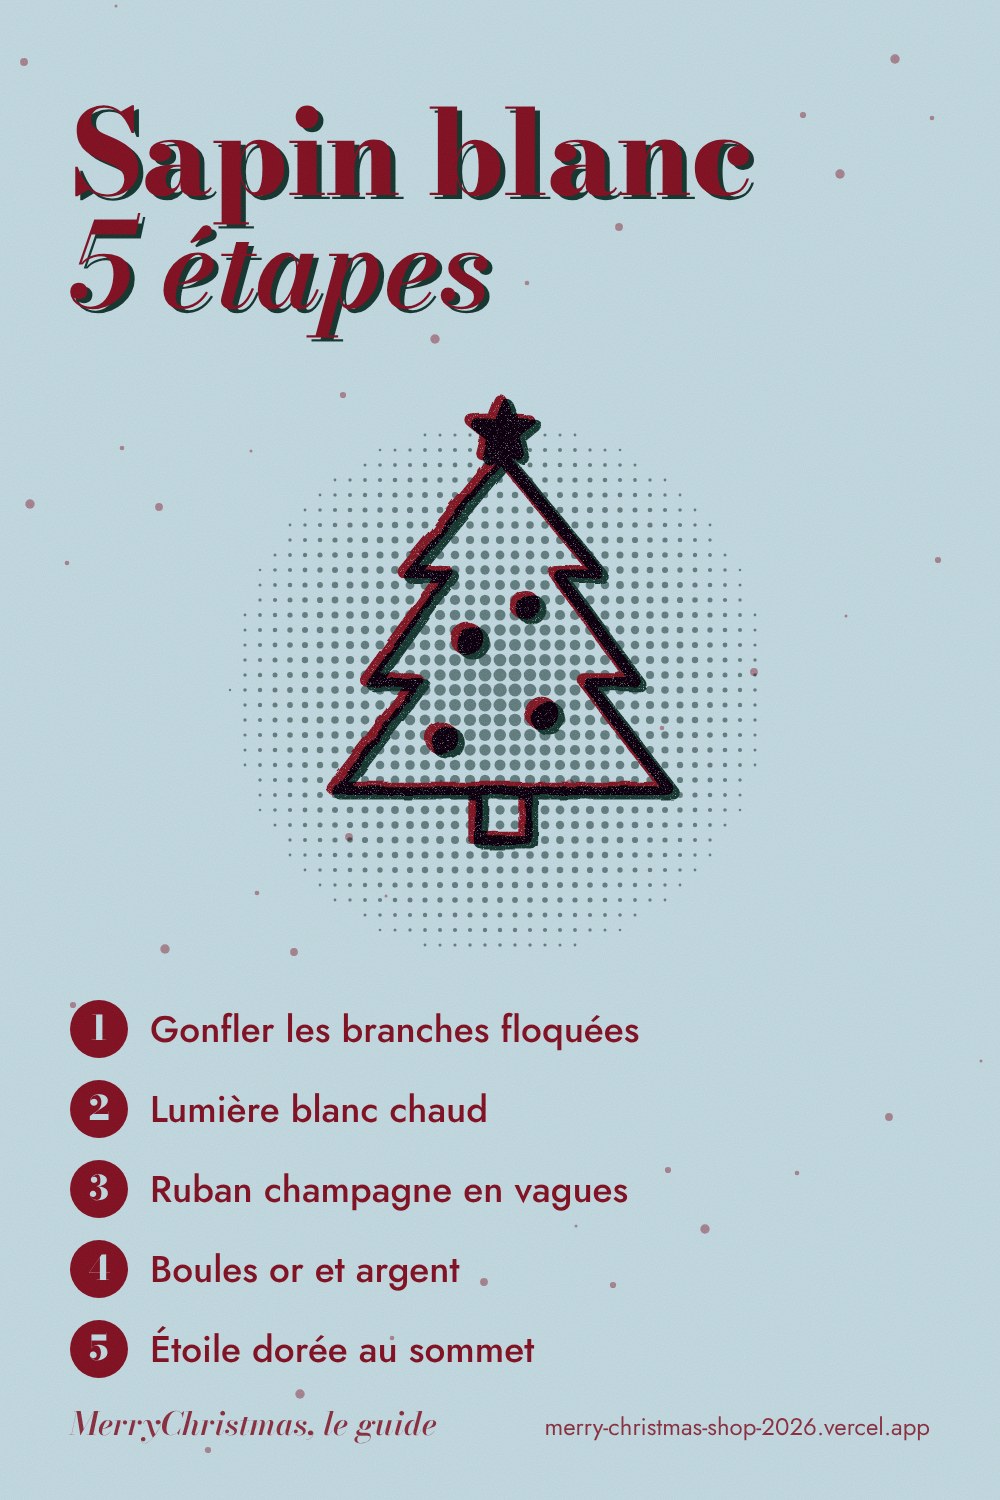 Sapin blanc
5 étapes
1 Gonfler les branches floquées
2 Lumière blanc chaud
3 Ruban champagne en vagues
4 Boules or et argent
5 Étoile dorée au sommet
MerryChristmas, le guide
merry-christmas-shop-2026.vercel.app